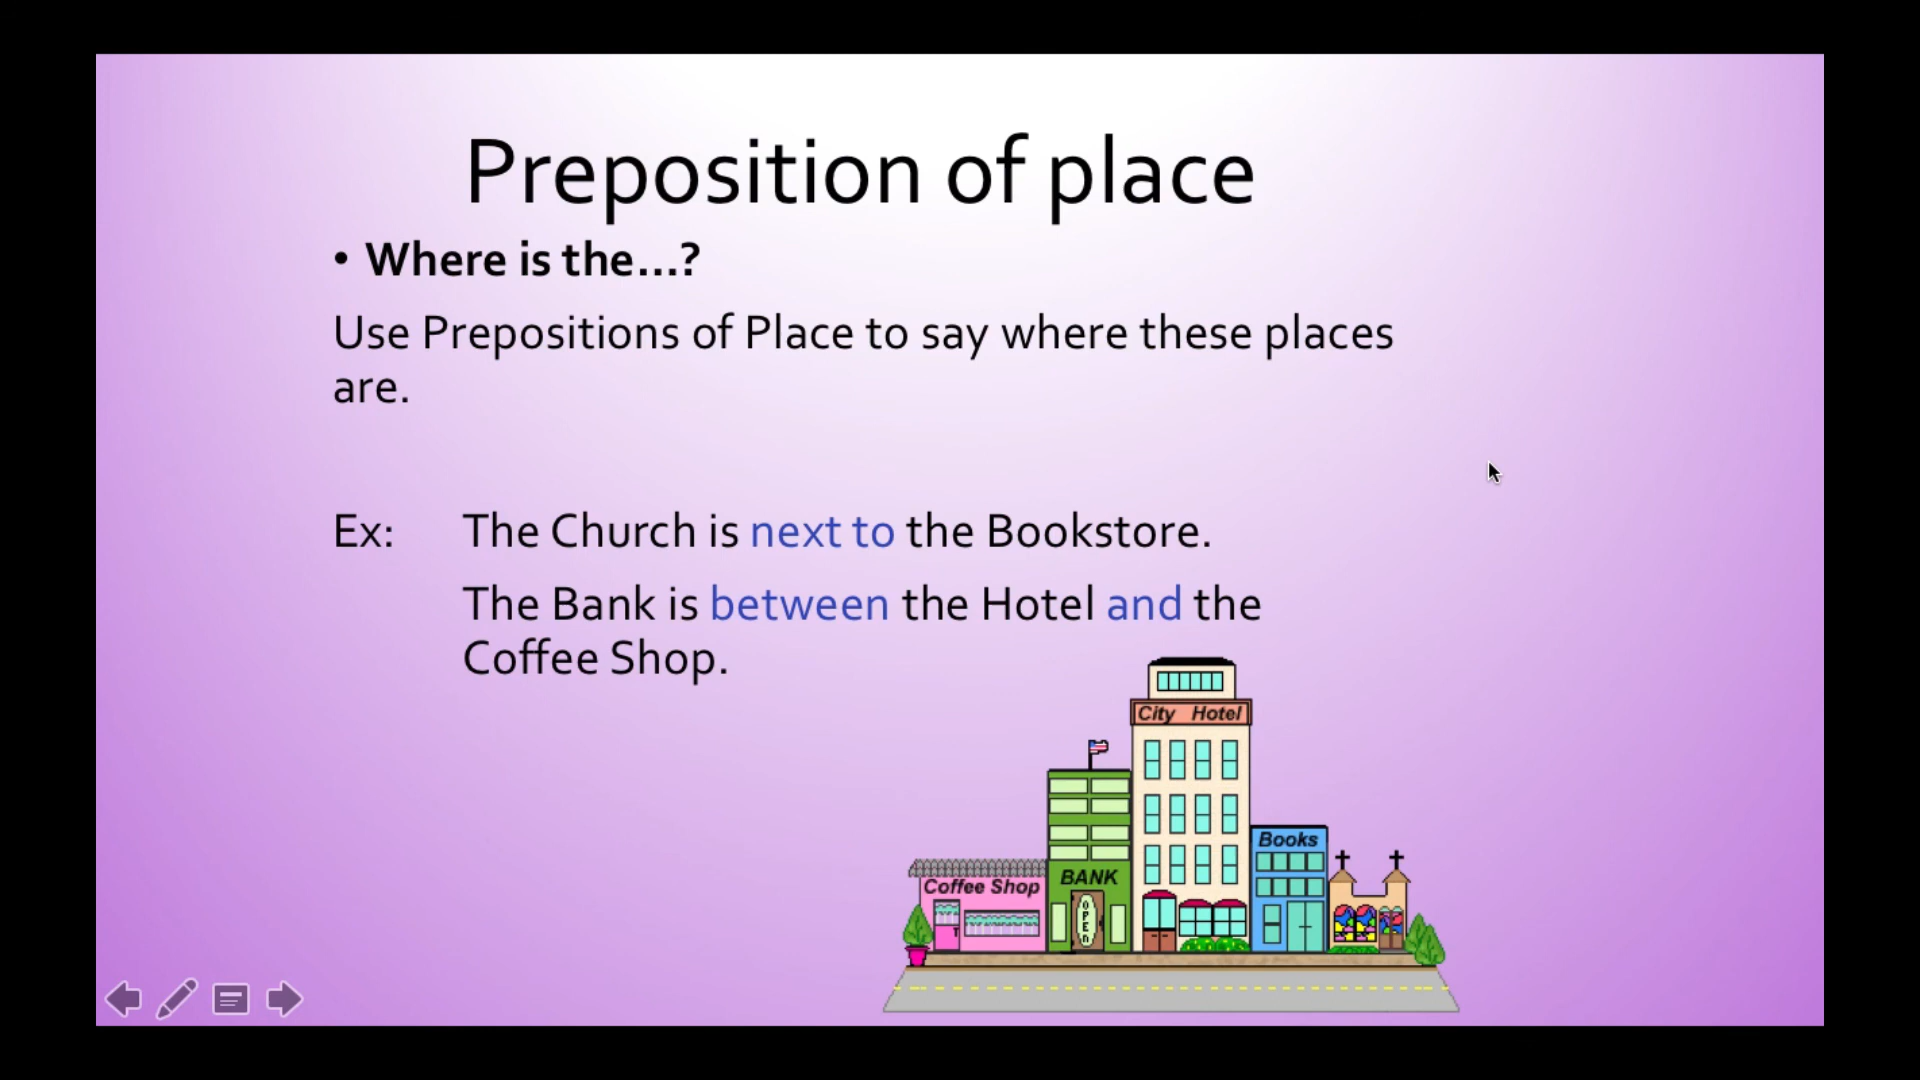 Preposition of place
• Where is the...?
Use Prepositions of Place to say where these places
are.
Ex: The Church is next to the Bookstore.
The Bank is between the Hotel and the
Coffee Shop.
City Hotel
Books
BANK
Coffee Shop
OPEN